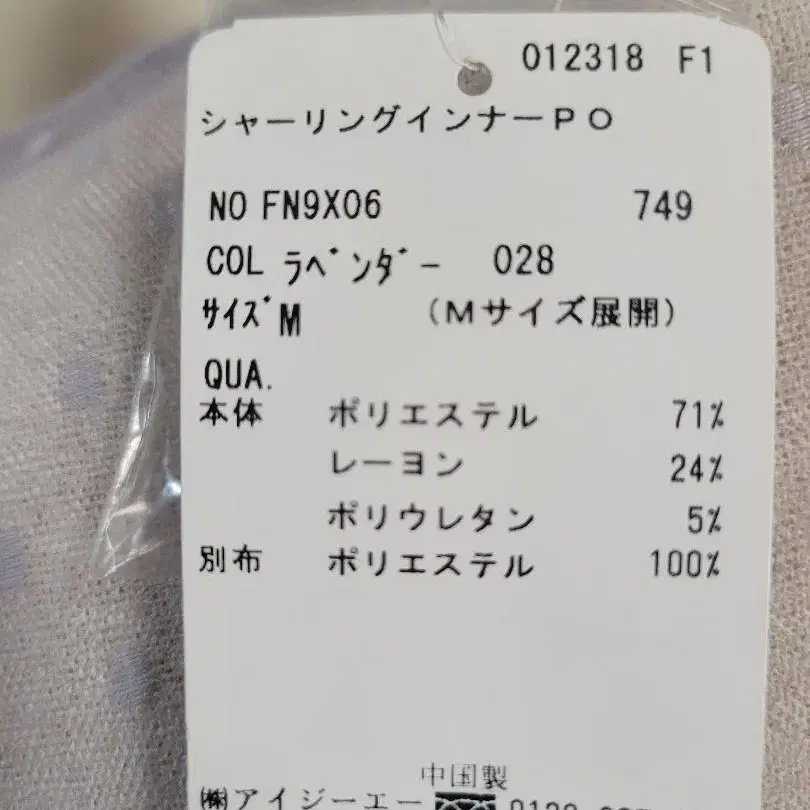 012318 F1
シャーリングインナーPO
NO FN9X06 749
COL ﾗﾍﾞﾝﾀﾞｰ 028
ｻｲｽﾞM （Mサイズ展開）
QUA.
本体 ポリエステル 71%
レーヨン 24%
ポリウレタン 5%
別布 ポリエステル 100%
中国製
㈱アイジーエー